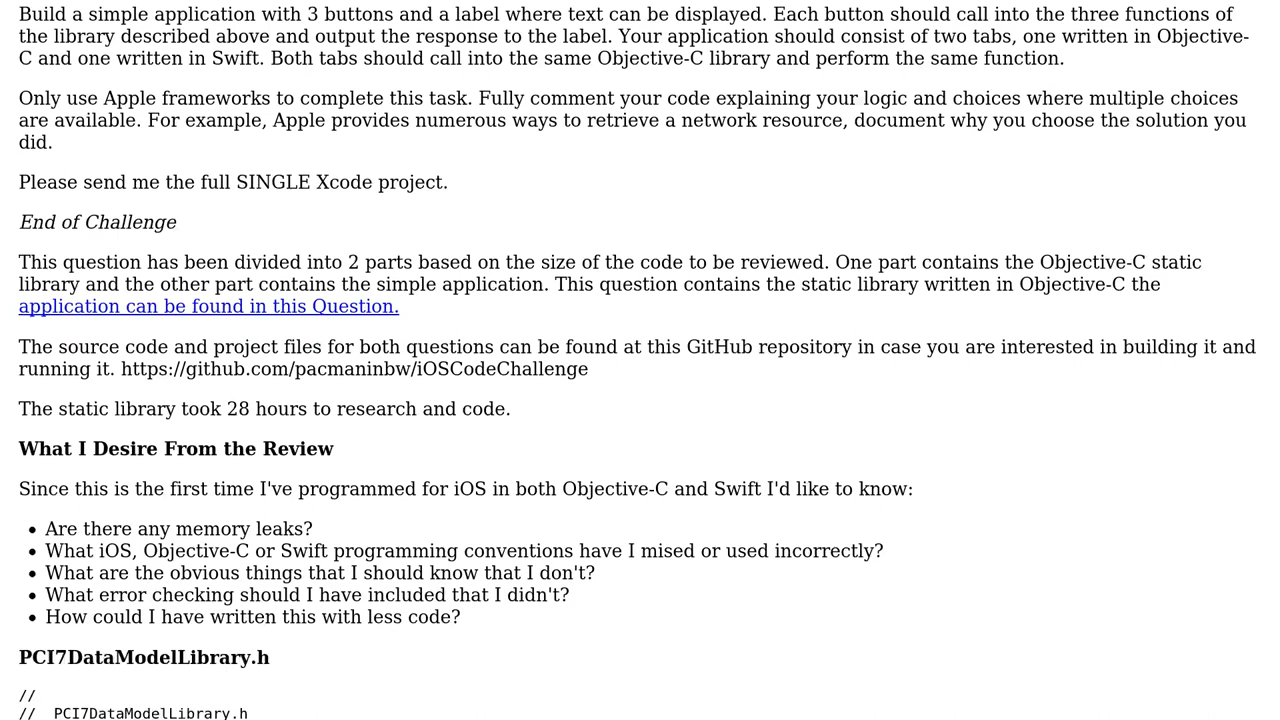 Build a simple application with 3 buttons and a label where text can be displayed. Each button should call into the three functions of
the library described above and output the response to the label. Your application should consist of two tabs, one written in Objective-
C and one written in Swift. Both tabs should call into the same Objective-C library and perform the same function.
Only use Apple frameworks to complete this task. Fully comment your code explaining your logic and choices where multiple choices
are available. For example, Apple provides numerous ways to retrieve a network resource, document why you choose the solution you
did.
Please send me the full SINGLE Xcode project.
End of Challenge
This question has been divided into 2 parts based on the size of the code to be reviewed. One part contains the Objective-C static
library and the other part contains the simple application. This question contains the static library written in Objective-C the
application can be found in this Question.
The source code and project files for both questions can be found at this GitHub repository in case you are interested in building it and
running it. https://github.com/pacmaninbw/iOSCodeChallenge
The static library took 28 hours to research and code.
What I Desire From the Review
Since this is the first time I've programmed for iOS in both Objective-C and Swift I'd like to know:
• Are there any memory leaks?
• What iOS, Objective-C or Swift programming conventions have I mised or used incorrectly?
• What are the obvious things that I should know that I don't?
• What error checking should I have included that I didn't?
• How could I have written this with less code?
PCI7DataModelLibrary.h
//
//  PCI7DataModelLibrary.h